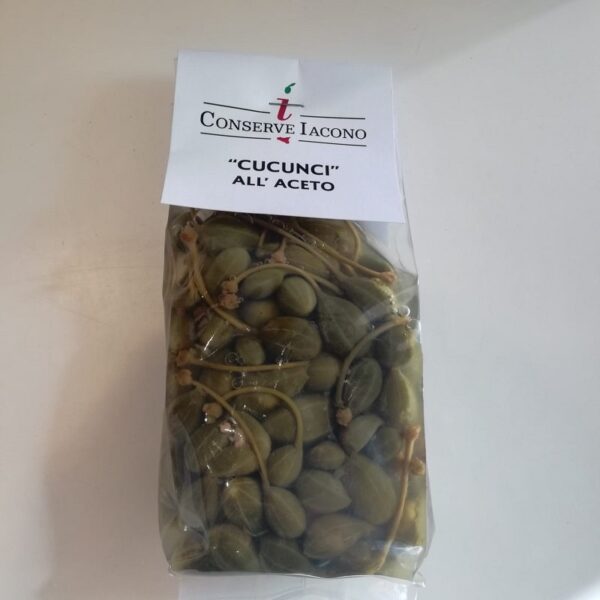 CONSERVE IACONO
"CUCUNCI"
ALL' ACETO